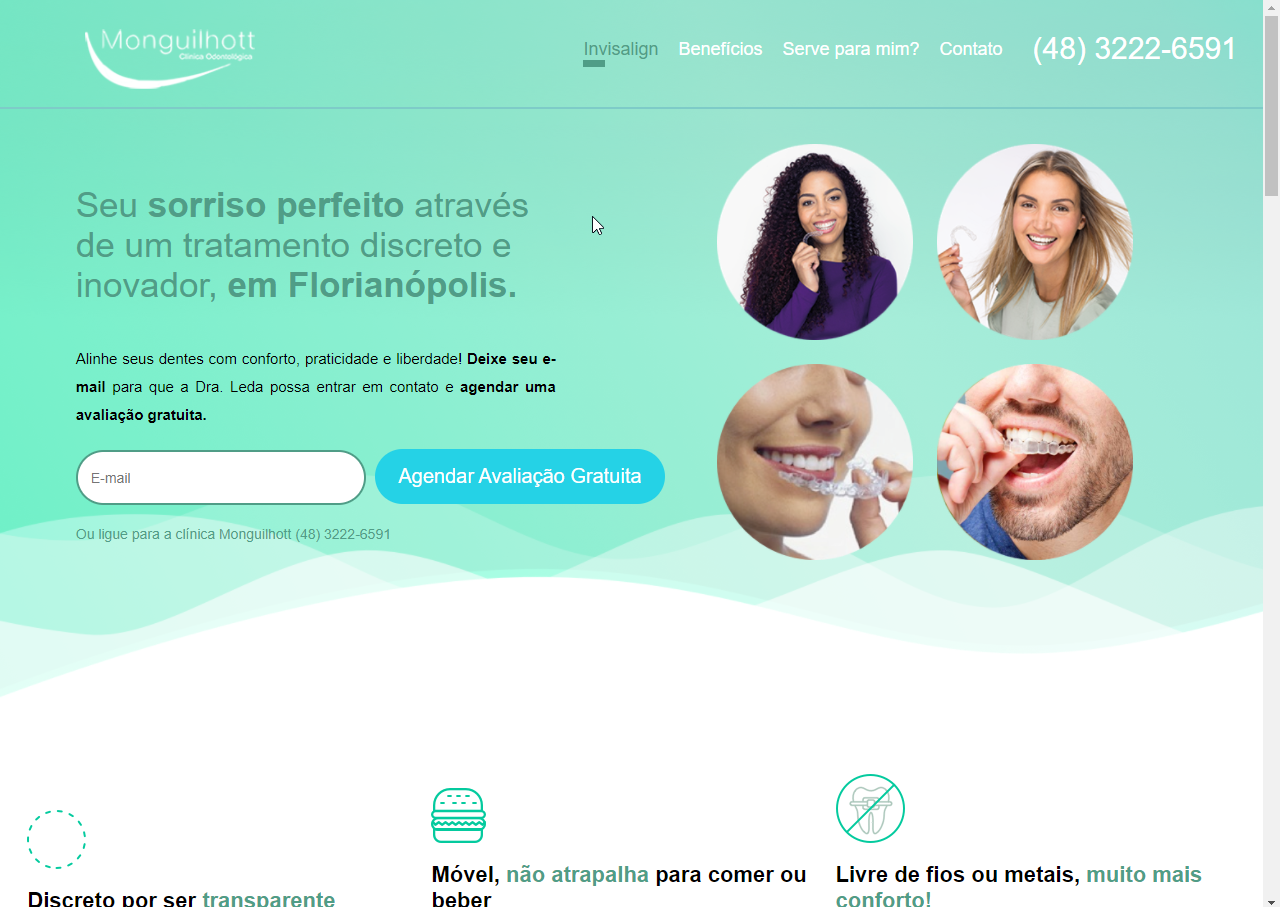 Monguilhott
Clínica Odontológica
Invisalign
Benefícios
Serve para mim?
Contato
(48) 3222-6591
Seu sorriso perfeito através
de um tratamento discreto e
inovador, em Florianópolis.
Alinhe seus dentes com conforto, praticidade e liberdade! Deixe seu e-
mail para que a Dra. Leda possa entrar em contato e agendar uma
avaliação gratuita.
E-mail
Agendar Avaliação Gratuita
Ou ligue para a clínica Monguilhott (48) 3222-6591
Discreto por ser transparente
Móvel, não atrapalha para comer ou
beber
Livre de fios ou metais, muito mais
conforto!